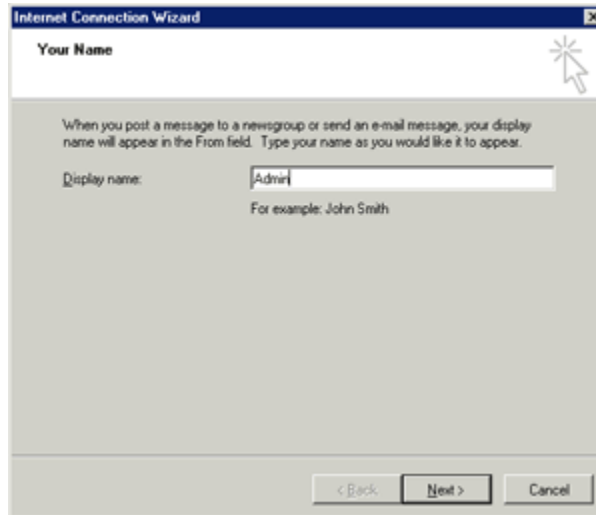 Internet Connection Wizard
Your Name
When you post a message to a newsgroup or send an e-mail message, your display
name will appear in the From field. Type your name as you would like it to appear.
Display name:
Admin
For example: John Smith
< Back
Next >
Cancel